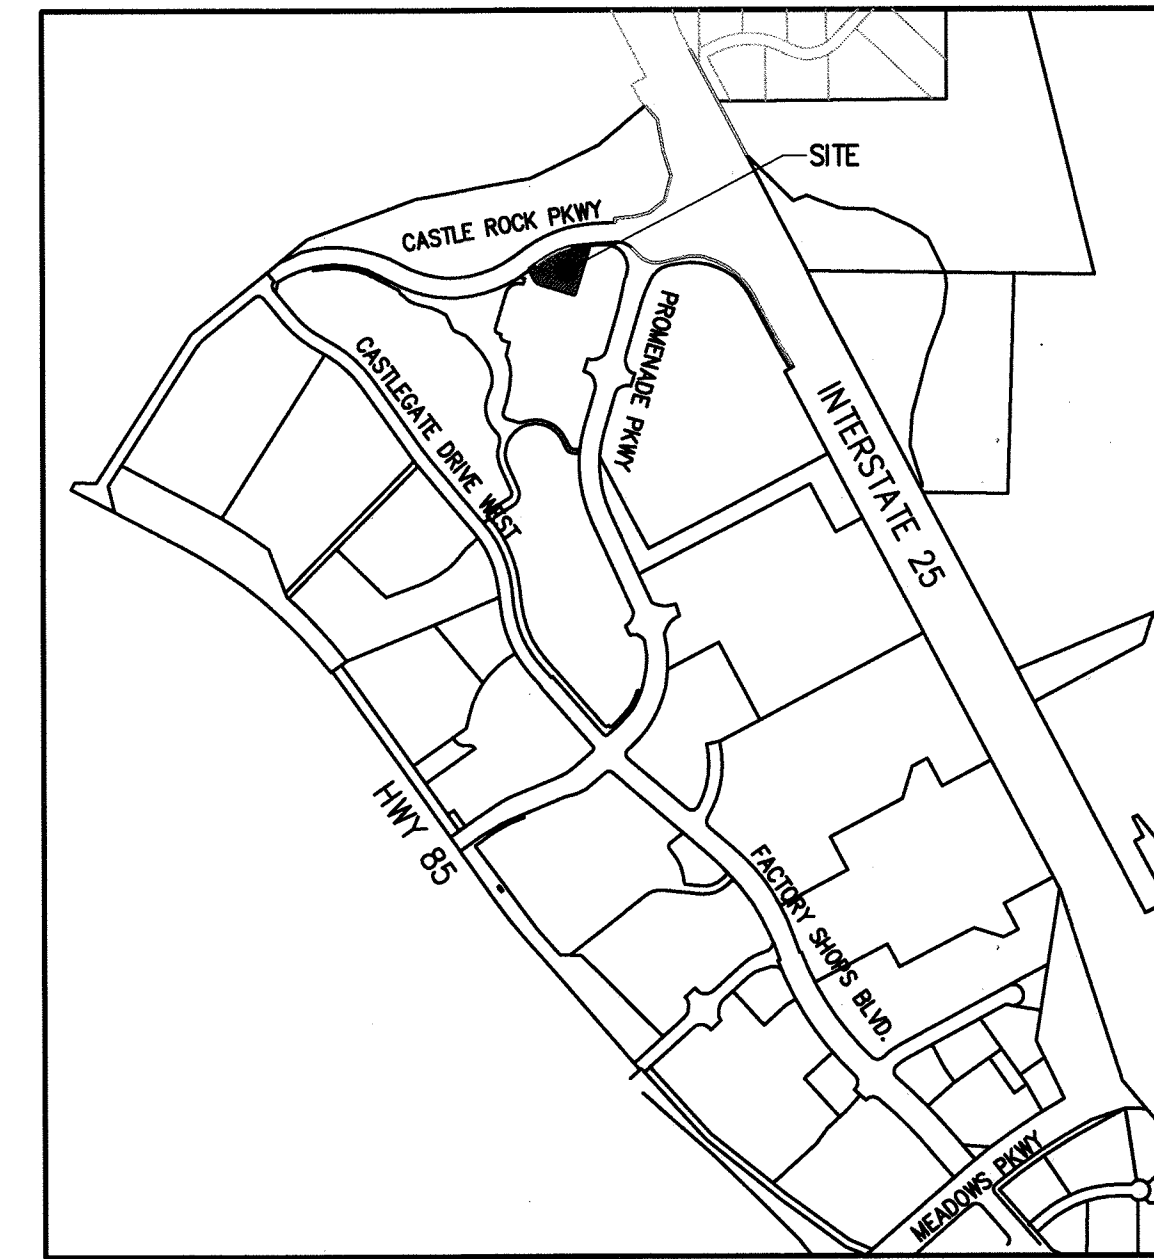 SITE
CASTLE ROCK PKWY
PROMENADE PKWY
CASTLEGATE DRIVE WEST
INTERSTATE 25
HWY 85
FACTORY SHOPS BLVD.
MEADOWS PKWY